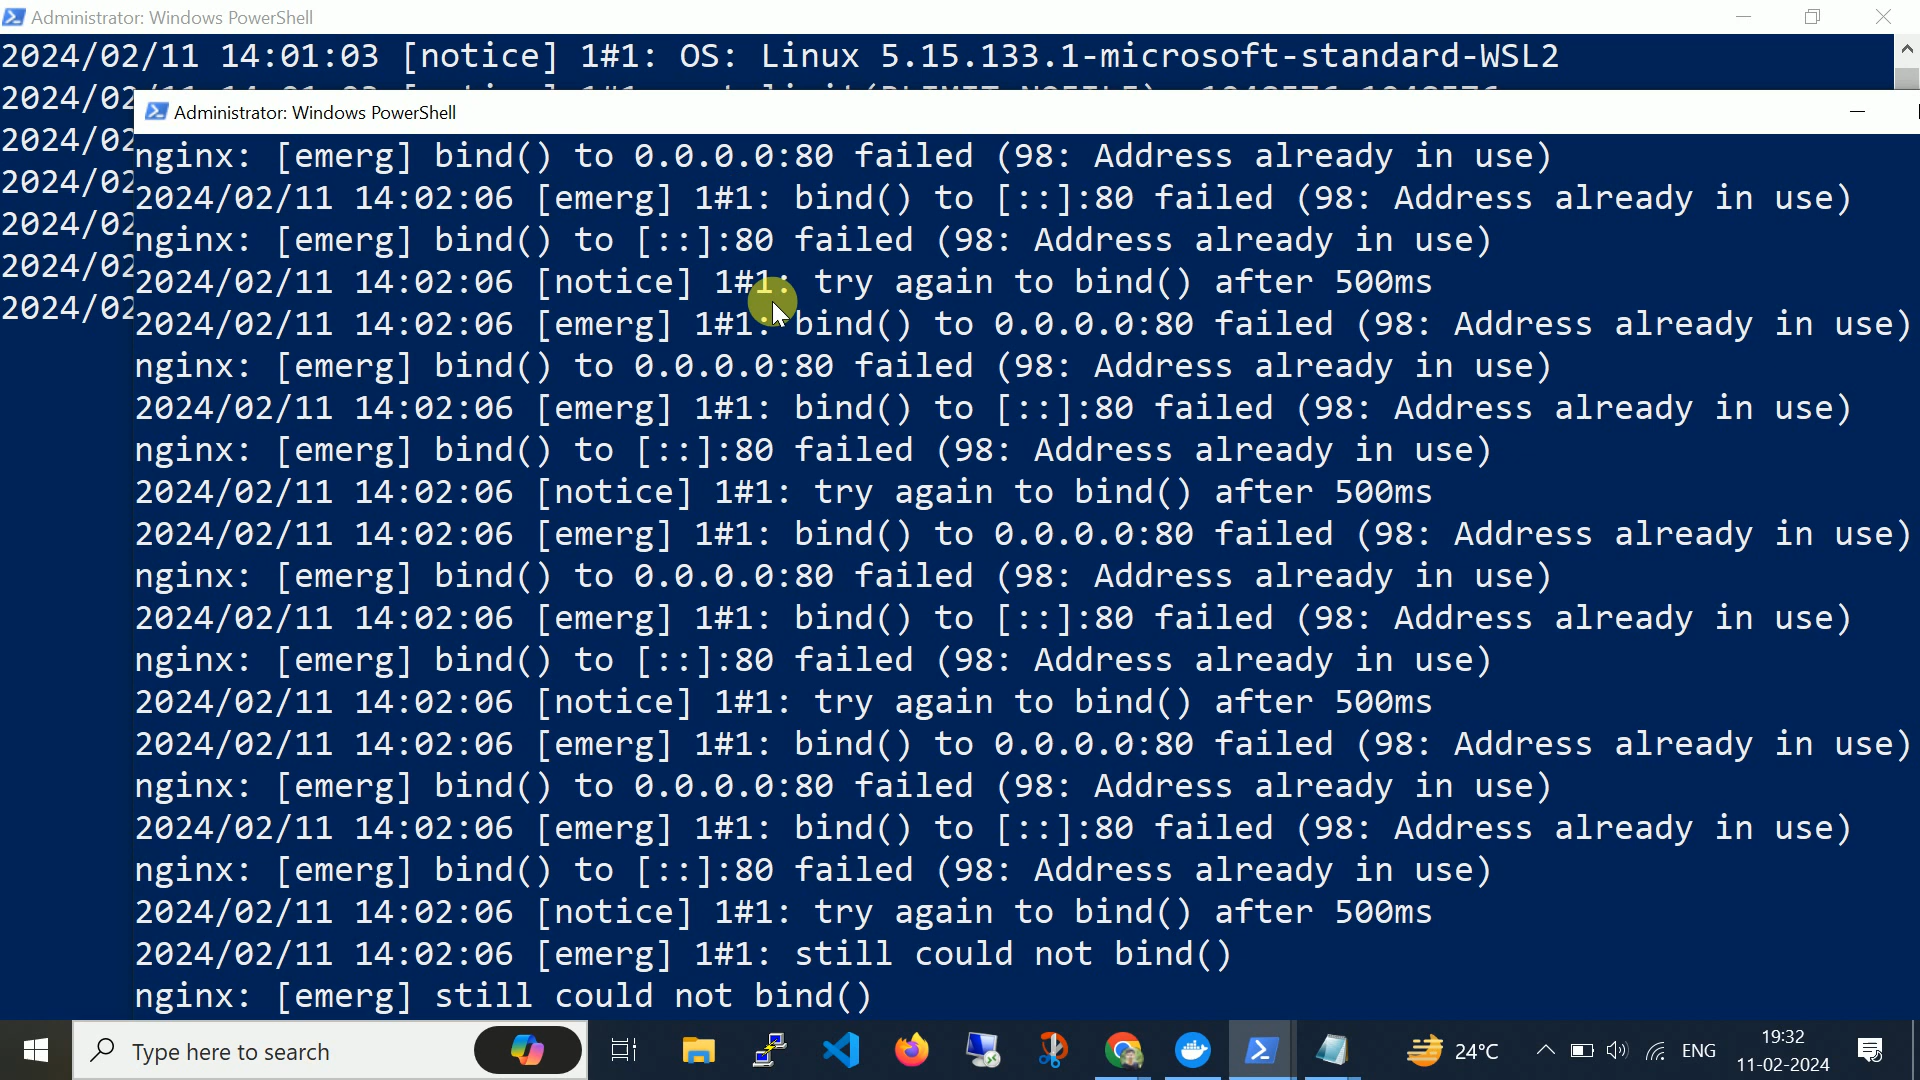 Administrator: Windows PowerShell
2024/02/11 14:01:03 [notice] 1#1: OS: Linux 5.15.133.1-microsoft-standard-WSL2
2024/02
Administrator: Windows PowerShell
2024/02
nginx: [emerg] bind() to 0.0.0.0:80 failed (98: Address already in use)
2024/02
2024/02/11 14:02:06 [emerg] 1#1: bind() to [::]:80 failed (98: Address already in use)
2024/02
nginx: [emerg] bind() to [::]:80 failed (98: Address already in use)
2024/02
2024/02/11 14:02:06 [notice] 1#1: try again to bind() after 500ms
2024/02
2024/02/11 14:02:06 [emerg] 1#1: bind() to 0.0.0.0:80 failed (98: Address already in use)
nginx: [emerg] bind() to 0.0.0.0:80 failed (98: Address already in use)
2024/02/11 14:02:06 [emerg] 1#1: bind() to [::]:80 failed (98: Address already in use)
nginx: [emerg] bind() to [::]:80 failed (98: Address already in use)
2024/02/11 14:02:06 [notice] 1#1: try again to bind() after 500ms
2024/02/11 14:02:06 [emerg] 1#1: bind() to 0.0.0.0:80 failed (98: Address already in use)
nginx: [emerg] bind() to 0.0.0.0:80 failed (98: Address already in use)
2024/02/11 14:02:06 [emerg] 1#1: bind() to [::]:80 failed (98: Address already in use)
nginx: [emerg] bind() to [::]:80 failed (98: Address already in use)
2024/02/11 14:02:06 [notice] 1#1: try again to bind() after 500ms
2024/02/11 14:02:06 [emerg] 1#1: bind() to 0.0.0.0:80 failed (98: Address already in use)
nginx: [emerg] bind() to 0.0.0.0:80 failed (98: Address already in use)
2024/02/11 14:02:06 [emerg] 1#1: bind() to [::]:80 failed (98: Address already in use)
nginx: [emerg] bind() to [::]:80 failed (98: Address already in use)
2024/02/11 14:02:06 [notice] 1#1: try again to bind() after 500ms
2024/02/11 14:02:06 [emerg] 1#1: still could not bind()
nginx: [emerg] still could not bind()
Type here to search
24°C
ENG
19:32
11-02-2024